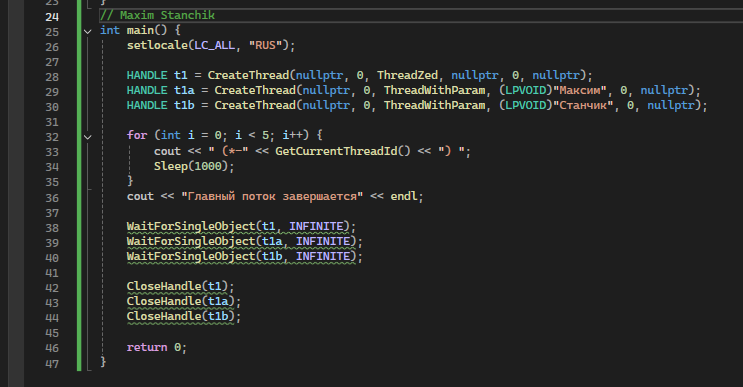 23 }
24 // Maxim Stanchik
25 int main() {
26 setlocale(LC_ALL, "RUS");
27
28 HANDLE t1 = CreateThread(nullptr, 0, ThreadZed, nullptr, 0, nullptr);
29 HANDLE t1a = CreateThread(nullptr, 0, ThreadWithParam, (LPVOID)"Максим", 0, nullptr);
30 HANDLE t1b = CreateThread(nullptr, 0, ThreadWithParam, (LPVOID)"Станчик", 0, nullptr);
31
32 for (int i = 0; i < 5; i++) {
33 cout << " (*-" << GetCurrentThreadId() << ") ";
34 Sleep(1000);
35 }
36 cout << "Главный поток завершается" << endl;
37
38 WaitForSingleObject(t1, INFINITE);
39 WaitForSingleObject(t1a, INFINITE);
40 WaitForSingleObject(t1b, INFINITE);
41
42 CloseHandle(t1);
43 CloseHandle(t1a);
44 CloseHandle(t1b);
45
46 return 0;
47 }